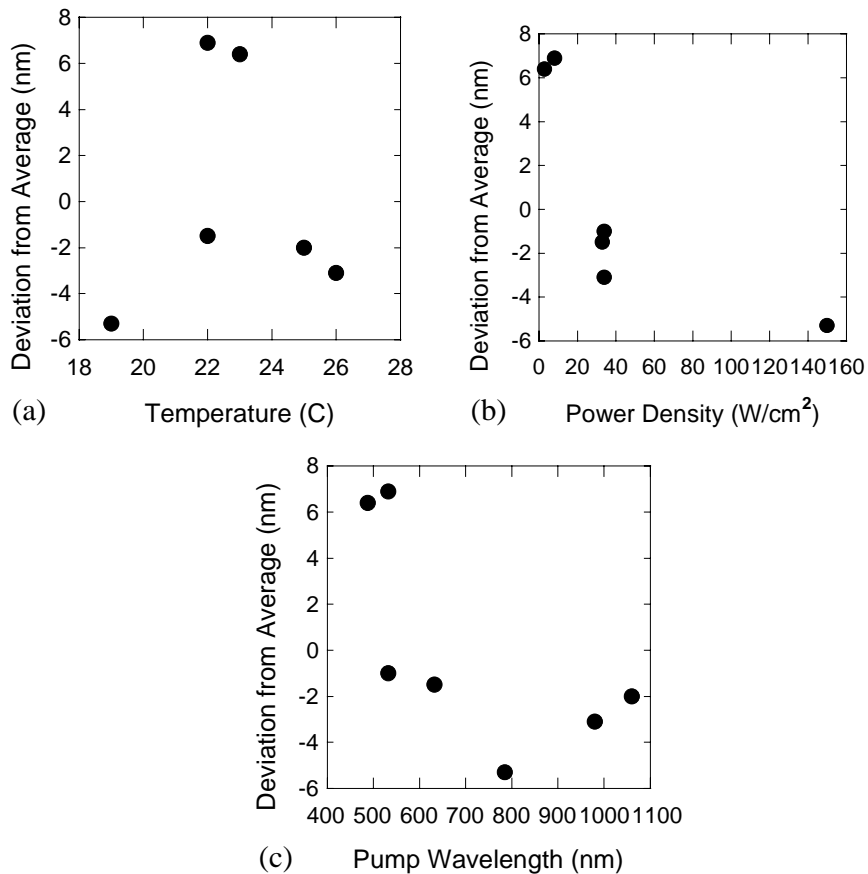 8
6
4
2
0
-2
-4
-6
18 20 22 24 26 28
Deviation from Average (nm)
(a) Temperature (C)
8
6
4
2
0
-2
-4
-6
0 20 40 60 80 100 120 140 160
Deviation from Average (nm)
(b) Power Density (W/cm²)
8
6
4
2
0
-2
-4
-6
400 500 600 700 800 900 1000 1100
Deviation from Average (nm)
(c) Pump Wavelength (nm)